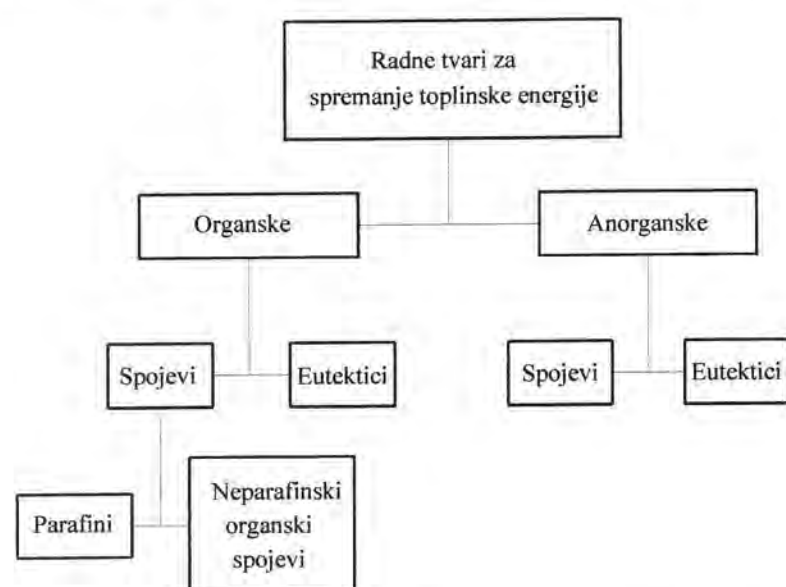 Radne tvari za
spremanje toplinske energije
Organske
Anorganske
Spojevi
Eutektici
Spojevi
Eutektici
Parafini
Neparafinski
organski
spojevi